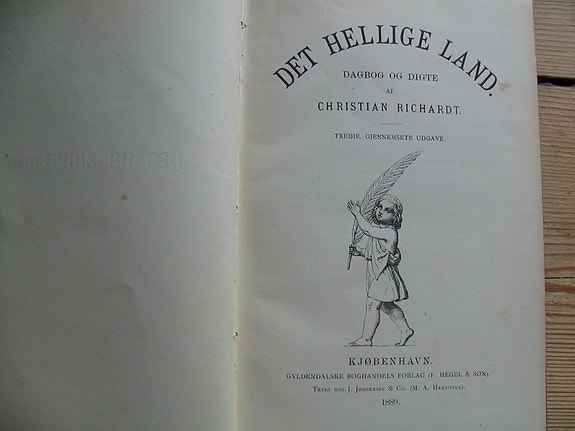 DET HELLIGE LAND.
DAGBOG OG DIGTE
AF
CHRISTIAN RICHARDT.
TREDIE, GJENNEMSETE UDGAVE.
KJØBENHAVN.
GYLDENDALSKE BOGHANDELS FORLAG (F. HEGEL & SØN).
TRYKT HOS J. JØRGENSEN & CO. (M. A. HANNOVER).
1889.